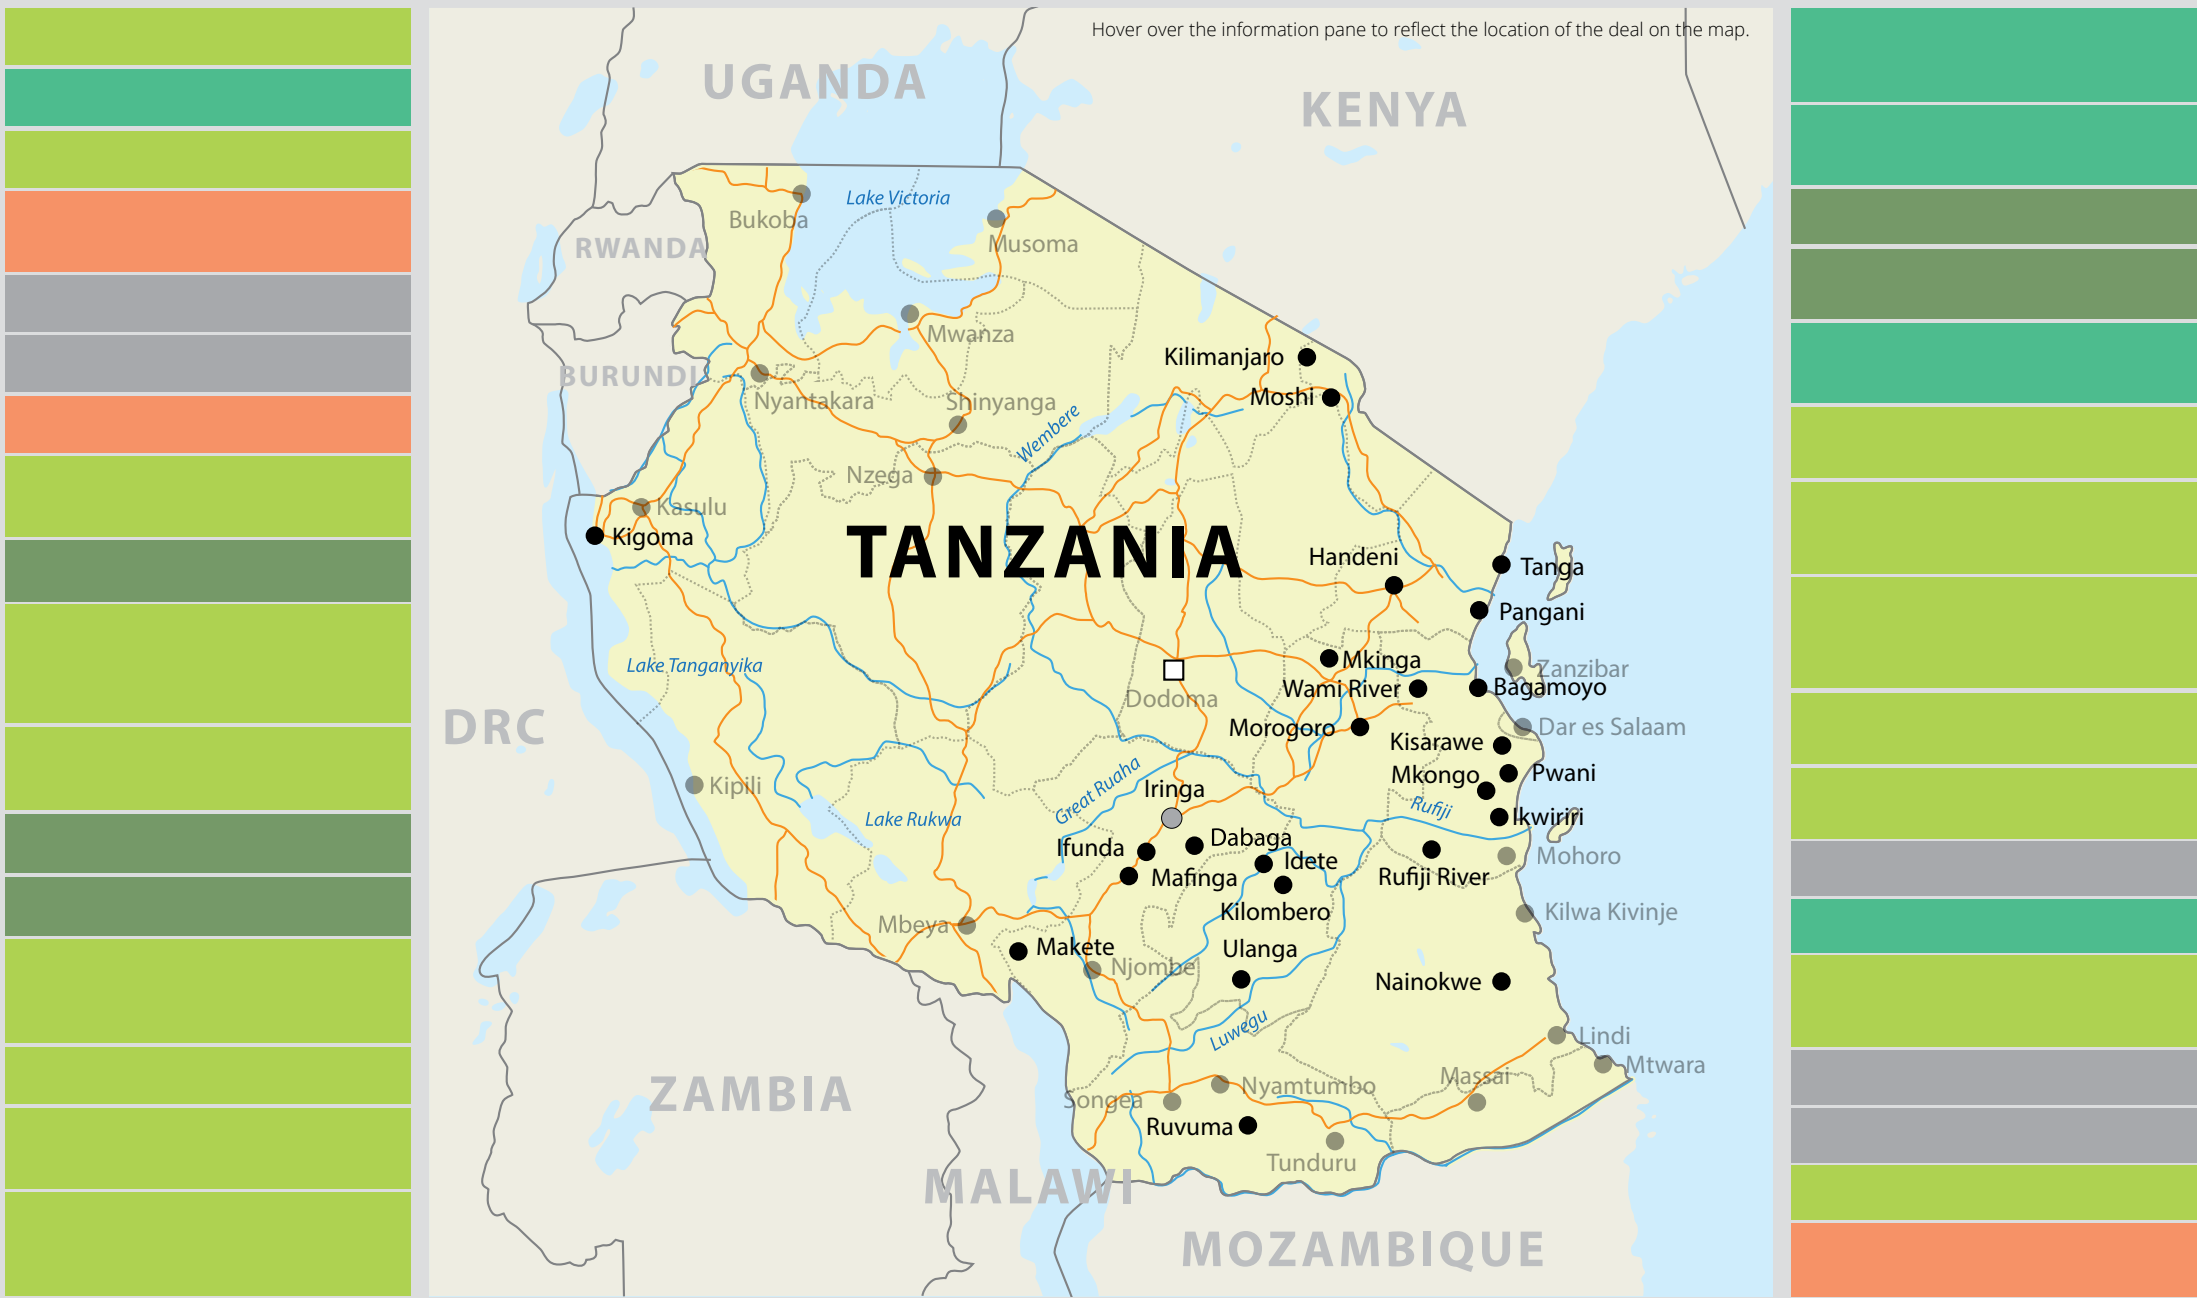 Hover over the information pane to reflect the location of the deal on the map.
UGANDA
KENYA
Lake Victoria
Bukoba
Musoma
RWANDA
Mwanza
Kilimanjaro
BURUNDI
Moshi
Nyantakara
Shinyanga
Wembere
Nzega
Kasulu
Kigoma
TANZANIA
Handeni
Tanga
Pangani
Lake Tanganyika
Mkinga
Zanzibar
Wami River
Bagamoyo
Dodoma
DRC
Morogoro
Dar es Salaam
Kisarawe
Mkongo
Pwani
Kipili
Great Ruaha
Iringa
Rufiji
Ikwiriri
Lake Rukwa
Dabaga
Ifunda
Idete
Mohoro
Mafinga
Rufiji River
Kilombero
Kilwa Kivinje
Mbeya
Makete
Ulanga
Njombe
Nainokwe
Luwegu
Lindi
Mtwara
ZAMBIA
Nyamtumbo
Massai
Songea
Ruvuma
Tunduru
MALAWI
MOZAMBIQUE